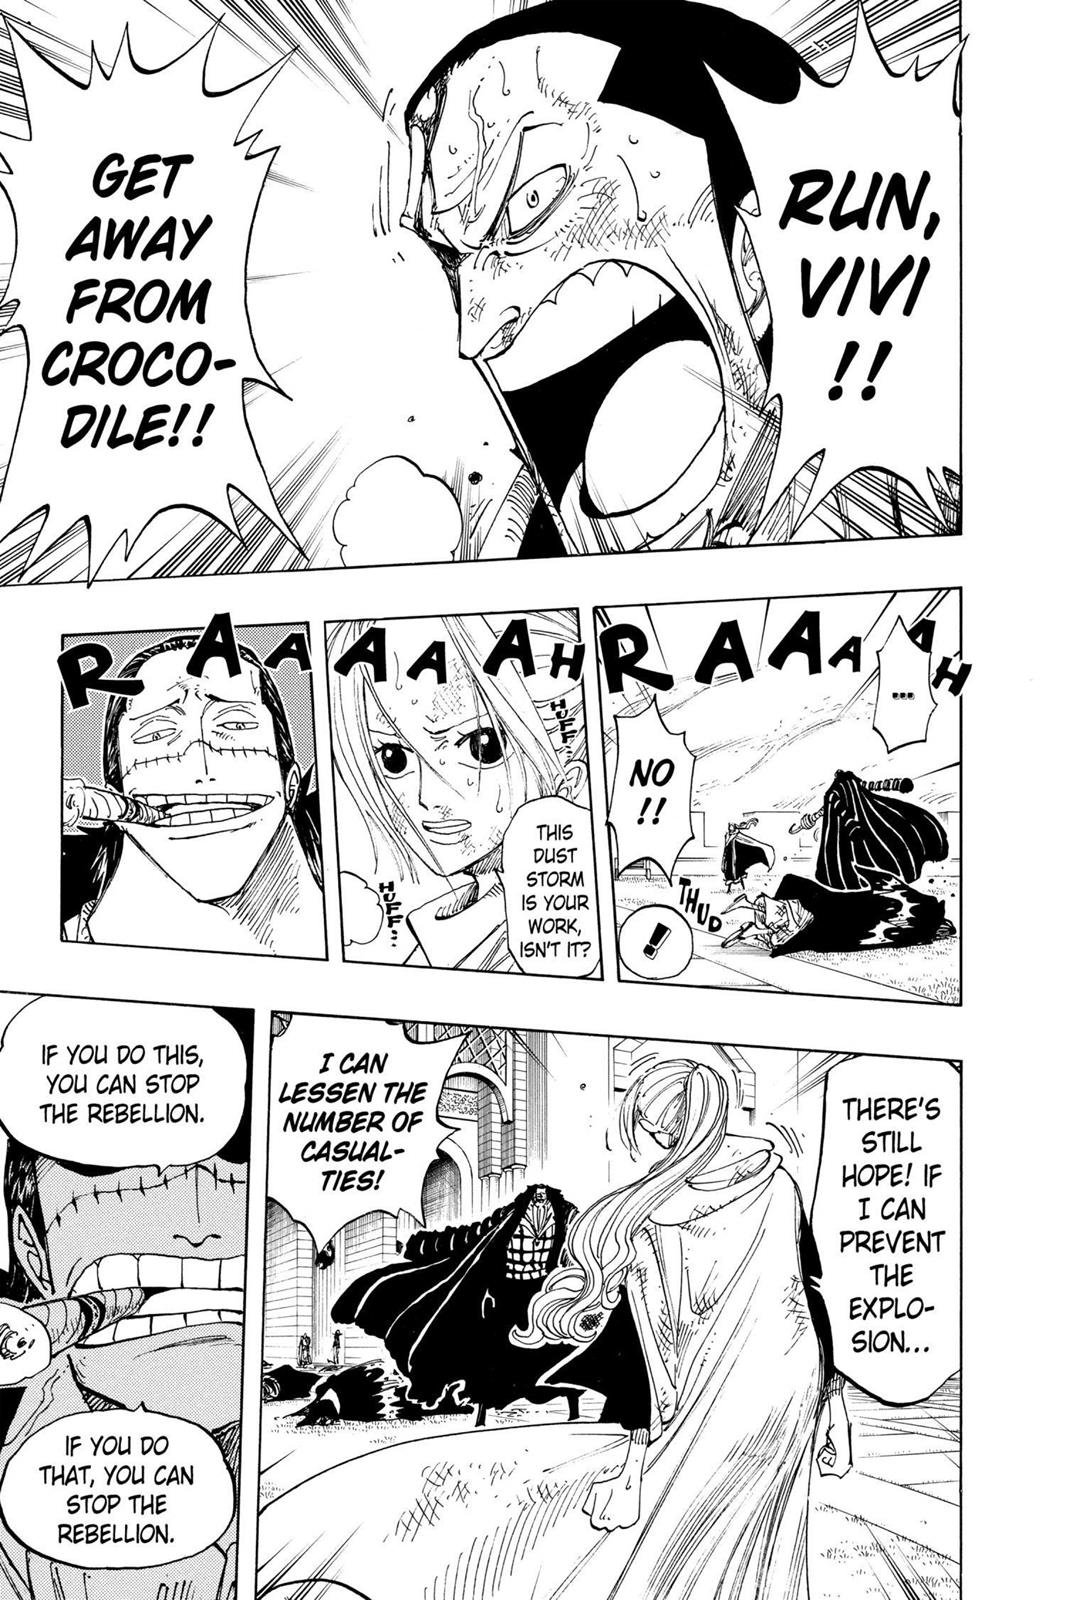 RUN,
VIVI
!!
GET
AWAY
FROM
CROCO-
DILE!!
RAAAAH
...
NO
!!
THUD
!
RAAAAAAH
HUFF...
THIS
DUST
STORM
IS YOUR
WORK,
ISN'T IT?
HUFF...
THERE'S
STILL
HOPE! IF
I CAN
PREVENT
THE
EXPLO-
SION...
I CAN
LESSEN THE
NUMBER OF
CASUAL-
TIES!
IF YOU DO THIS,
YOU CAN STOP
THE REBELLION.
IF YOU DO
THAT, YOU CAN
STOP THE
REBELLION.